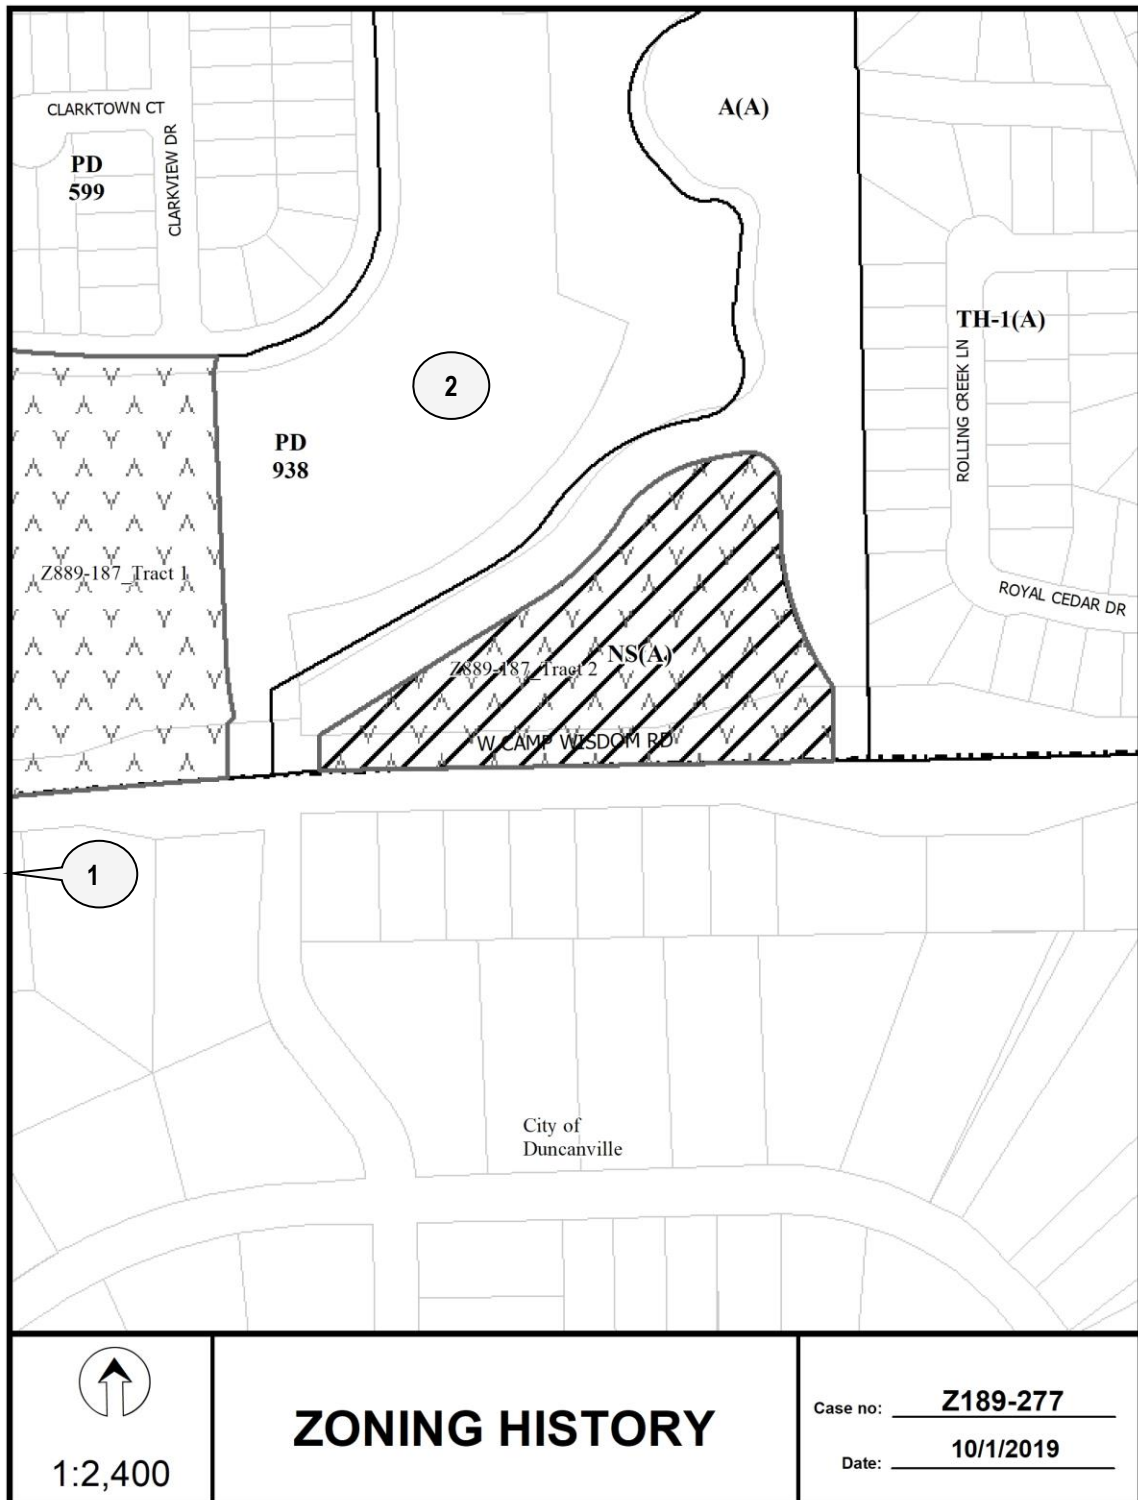 CLARKTOWN CT
PD
599
CLARKVIEW DR
A(A)
TH-1(A)
ROLLING CREEK LN
2
PD
938
Z889-187_Tract 1
ROYAL CEDAR DR
NS(A)
Z889-187_Tract 2
W CAMP WISDOM RD
1
City of
Duncanville
1:2,400
ZONING HISTORY
Case no: Z189-277
Date: 10/1/2019